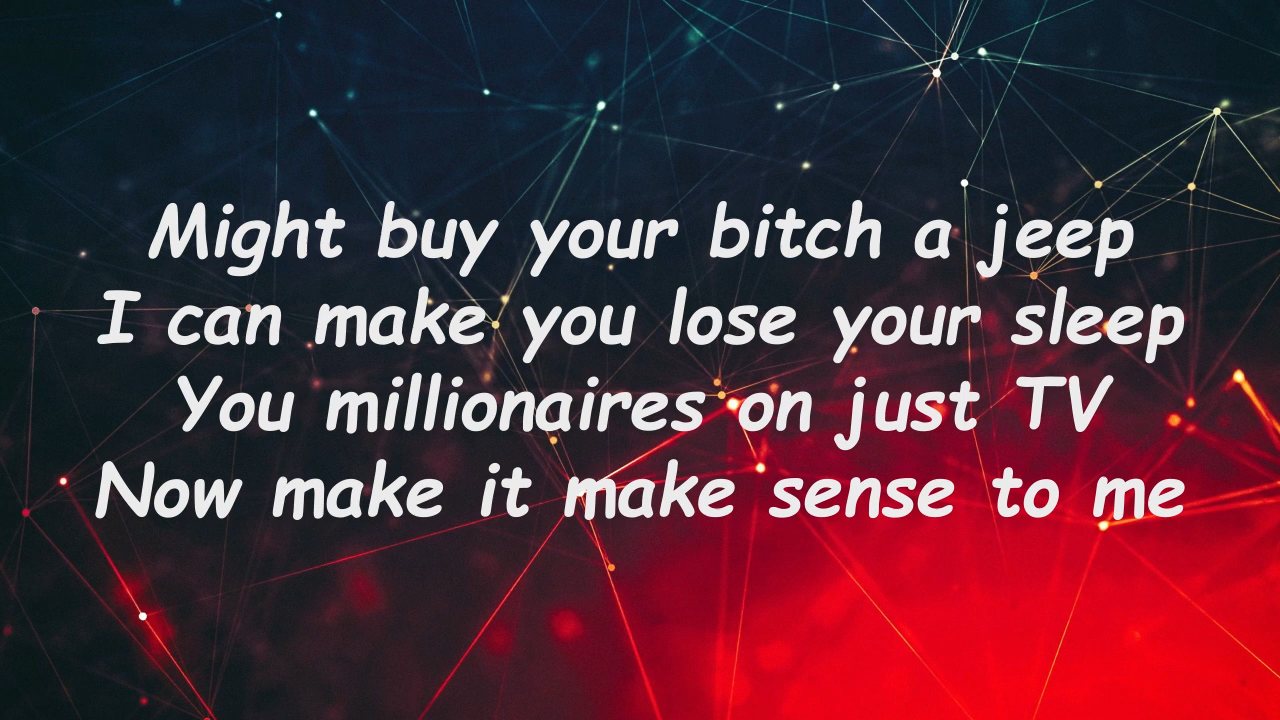 Might buy your bitch a jeep
I can make you lose your sleep
You millionaires on just TV
Now make it make sense to me